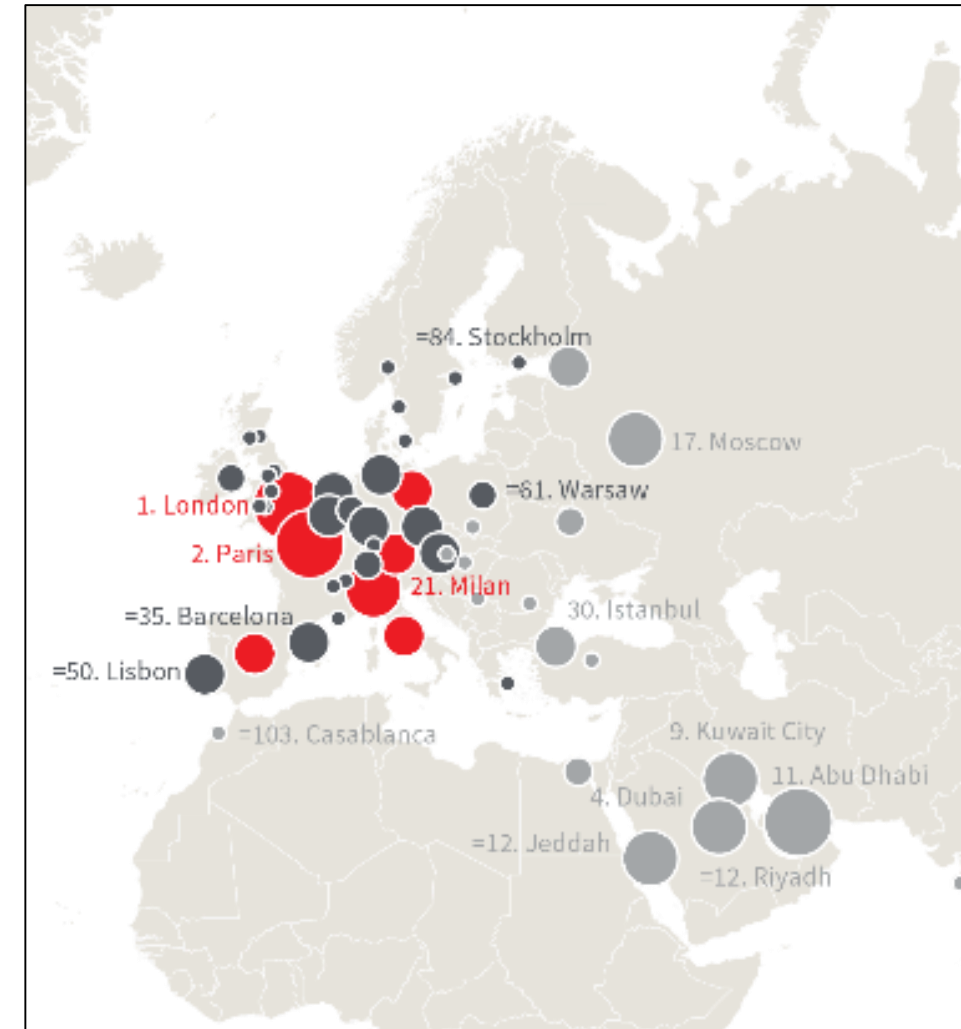 =84. Stockholm
17. Moscow
=61. Warsaw
1. London
2. Paris
21. Milan
=35. Barcelona
30. Istanbul
=50. Lisbon
=103. Casablanca
9. Kuwait City
11. Abu Dhabi
4. Dubai
=12. Jeddah
=12. Riyadh